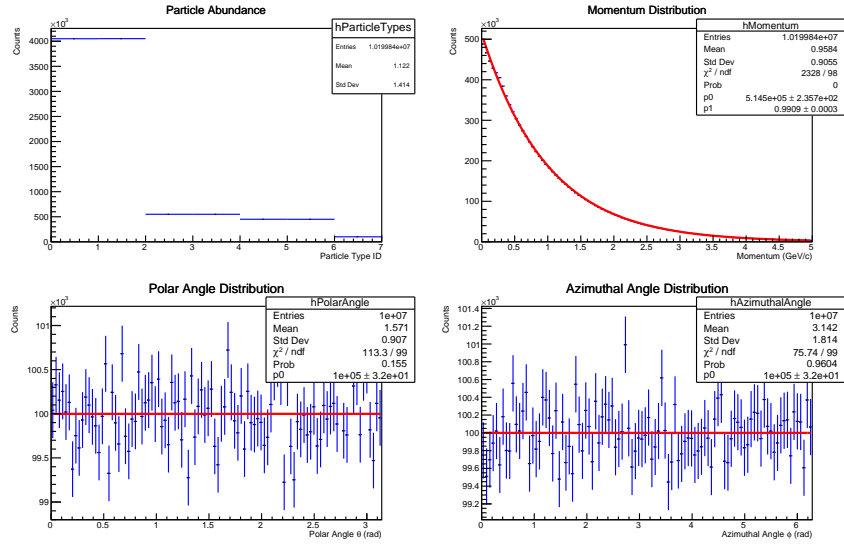 Particle Abundance
×10³
Counts
4000
3500
3000
2500
2000
1500
1000
500
0
0 1 2 3 4 5 6 7
Particle Type ID
hParticleTypes
Entries 1.019984e+07
Mean 1.122
Std Dev 1.414
Momentum Distribution
×10³
Counts
500
400
300
200
100
0
0 0.5 1 1.5 2 2.5 3 3.5 4 4.5 5
Momentum (GeV/c)
hMomentum
Entries 1.019984e+07
Mean 0.9584
Std Dev 0.9055
χ² / ndf 2328 / 98
Prob 0
p0 5.145e+05 ± 2.357e+02
p1 0.9909 ± 0.0003
Polar Angle Distribution
×10³
Counts
101
100.5
100
99.5
99
0 0.5 1 1.5 2 2.5 3
Polar Angle θ (rad)
hPolarAngle
Entries 1e+07
Mean 1.571
Std Dev 0.907
χ² / ndf 113.3 / 99
Prob 0.155
p0 1e+05 ± 3.2e+01
Azimuthal Angle Distribution
×10³
Counts
101.4
101.2
101
100.8
100.6
100.4
100.2
100
99.8
99.6
99.4
99.2
0 1 2 3 4 5 6
Azimuthal Angle ϕ (rad)
hAzimuthalAngle
Entries 1e+07
Mean 3.142
Std Dev 1.814
χ² / ndf 75.74 / 99
Prob 0.9604
p0 1e+05 ± 3.2e+01